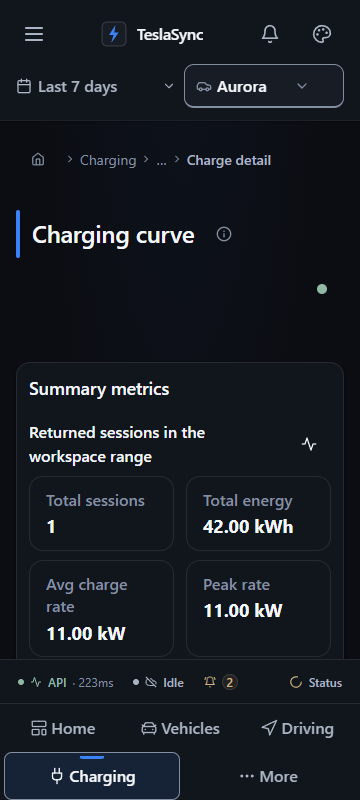 TeslaSync
Last 7 days
Aurora
Charging
...
Charge detail
Charging curve
Summary metrics
Returned sessions in the
workspace range
Total sessions
1
Total energy
42.00 kWh
Avg charge
rate
11.00 kW
Peak rate
11.00 kW
API · 223ms
Idle
2
Status
Home
Vehicles
Driving
Charging
More